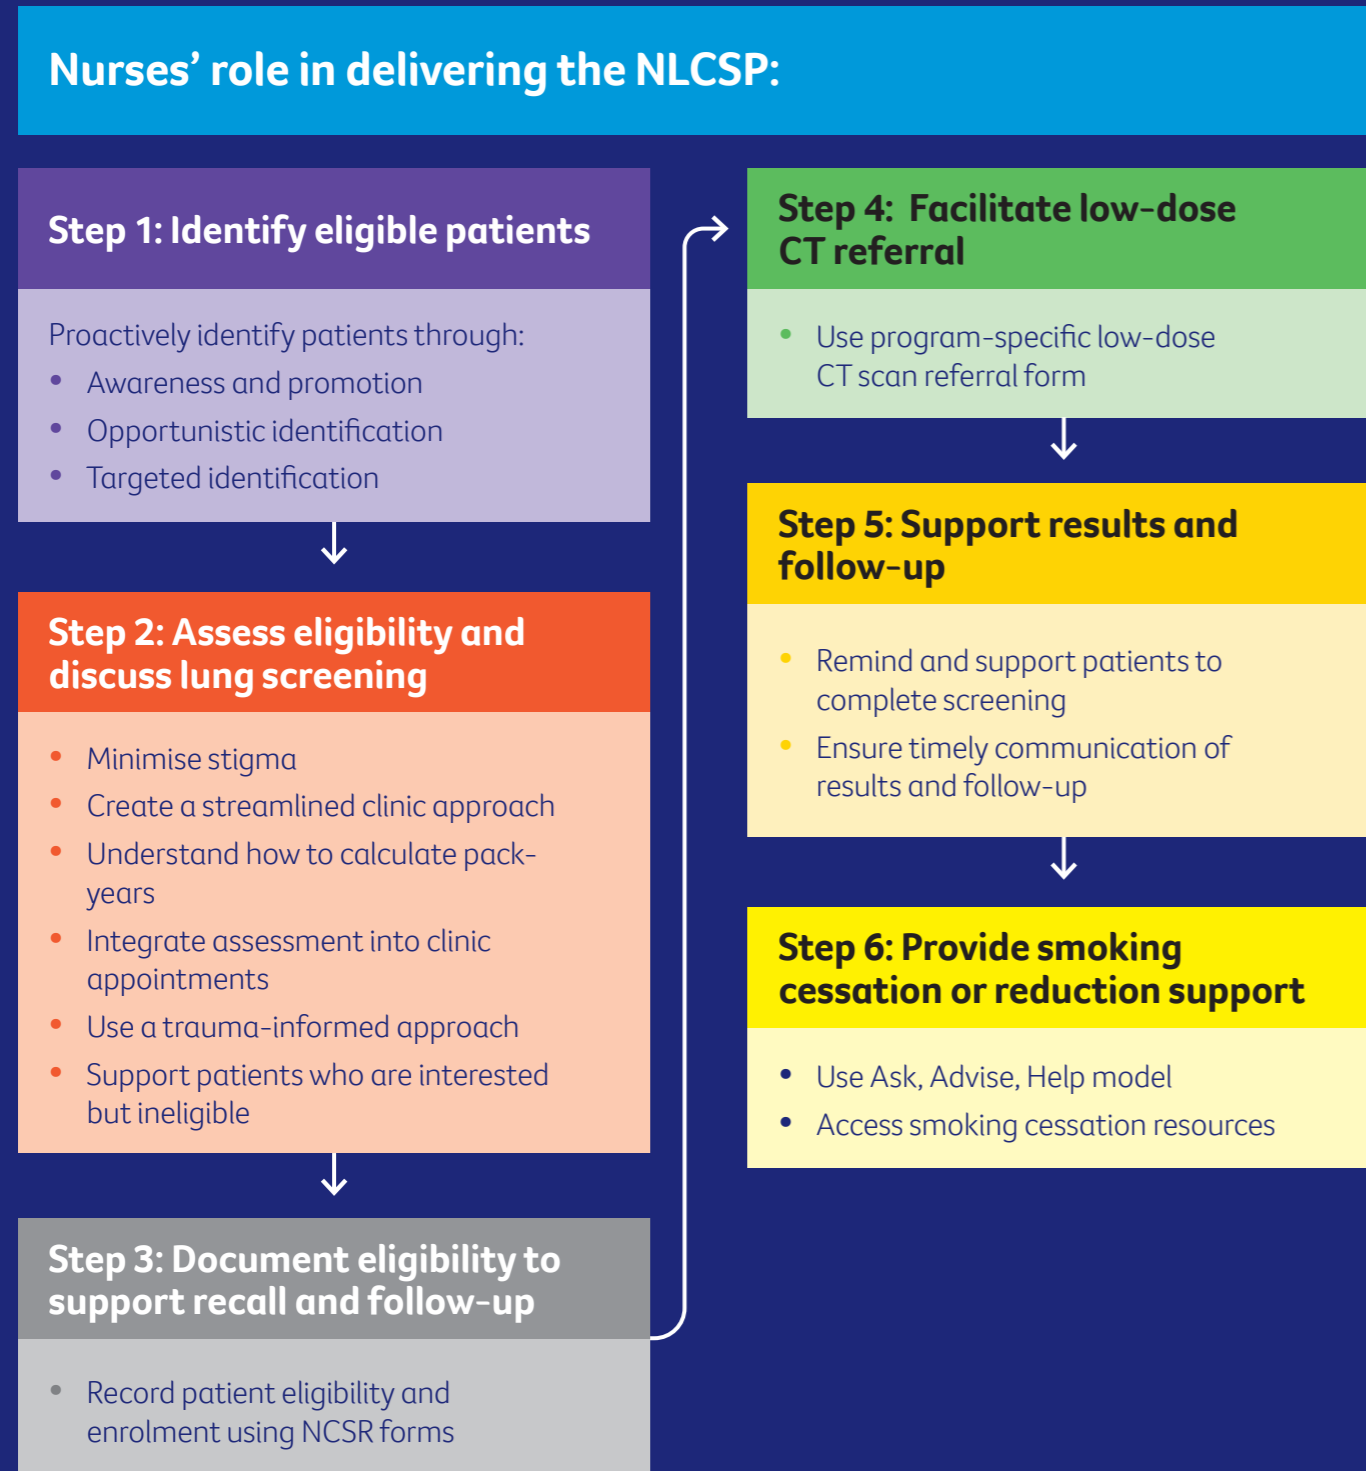 Nurses’ role in delivering the NLCSP:
Step 1: Identify eligible patients
Proactively identify patients through:
• Awareness and promotion
• Opportunistic identification
• Targeted identification
Step 2: Assess eligibility and
discuss lung screening
• Minimise stigma
• Create a streamlined clinic approach
• Understand how to calculate pack-
years
• Integrate assessment into clinic
appointments
• Use a trauma-informed approach
• Support patients who are interested
but ineligible
Step 3: Document eligibility to
support recall and follow-up
• Record patient eligibility and
enrolment using NCSR forms
Step 4: Facilitate low-dose
CT referral
• Use program-specific low-dose
CT scan referral form
Step 5: Support results and
follow-up
• Remind and support patients to
complete screening
• Ensure timely communication of
results and follow-up
Step 6: Provide smoking
cessation or reduction support
• Use Ask, Advise, Help model
• Access smoking cessation resources